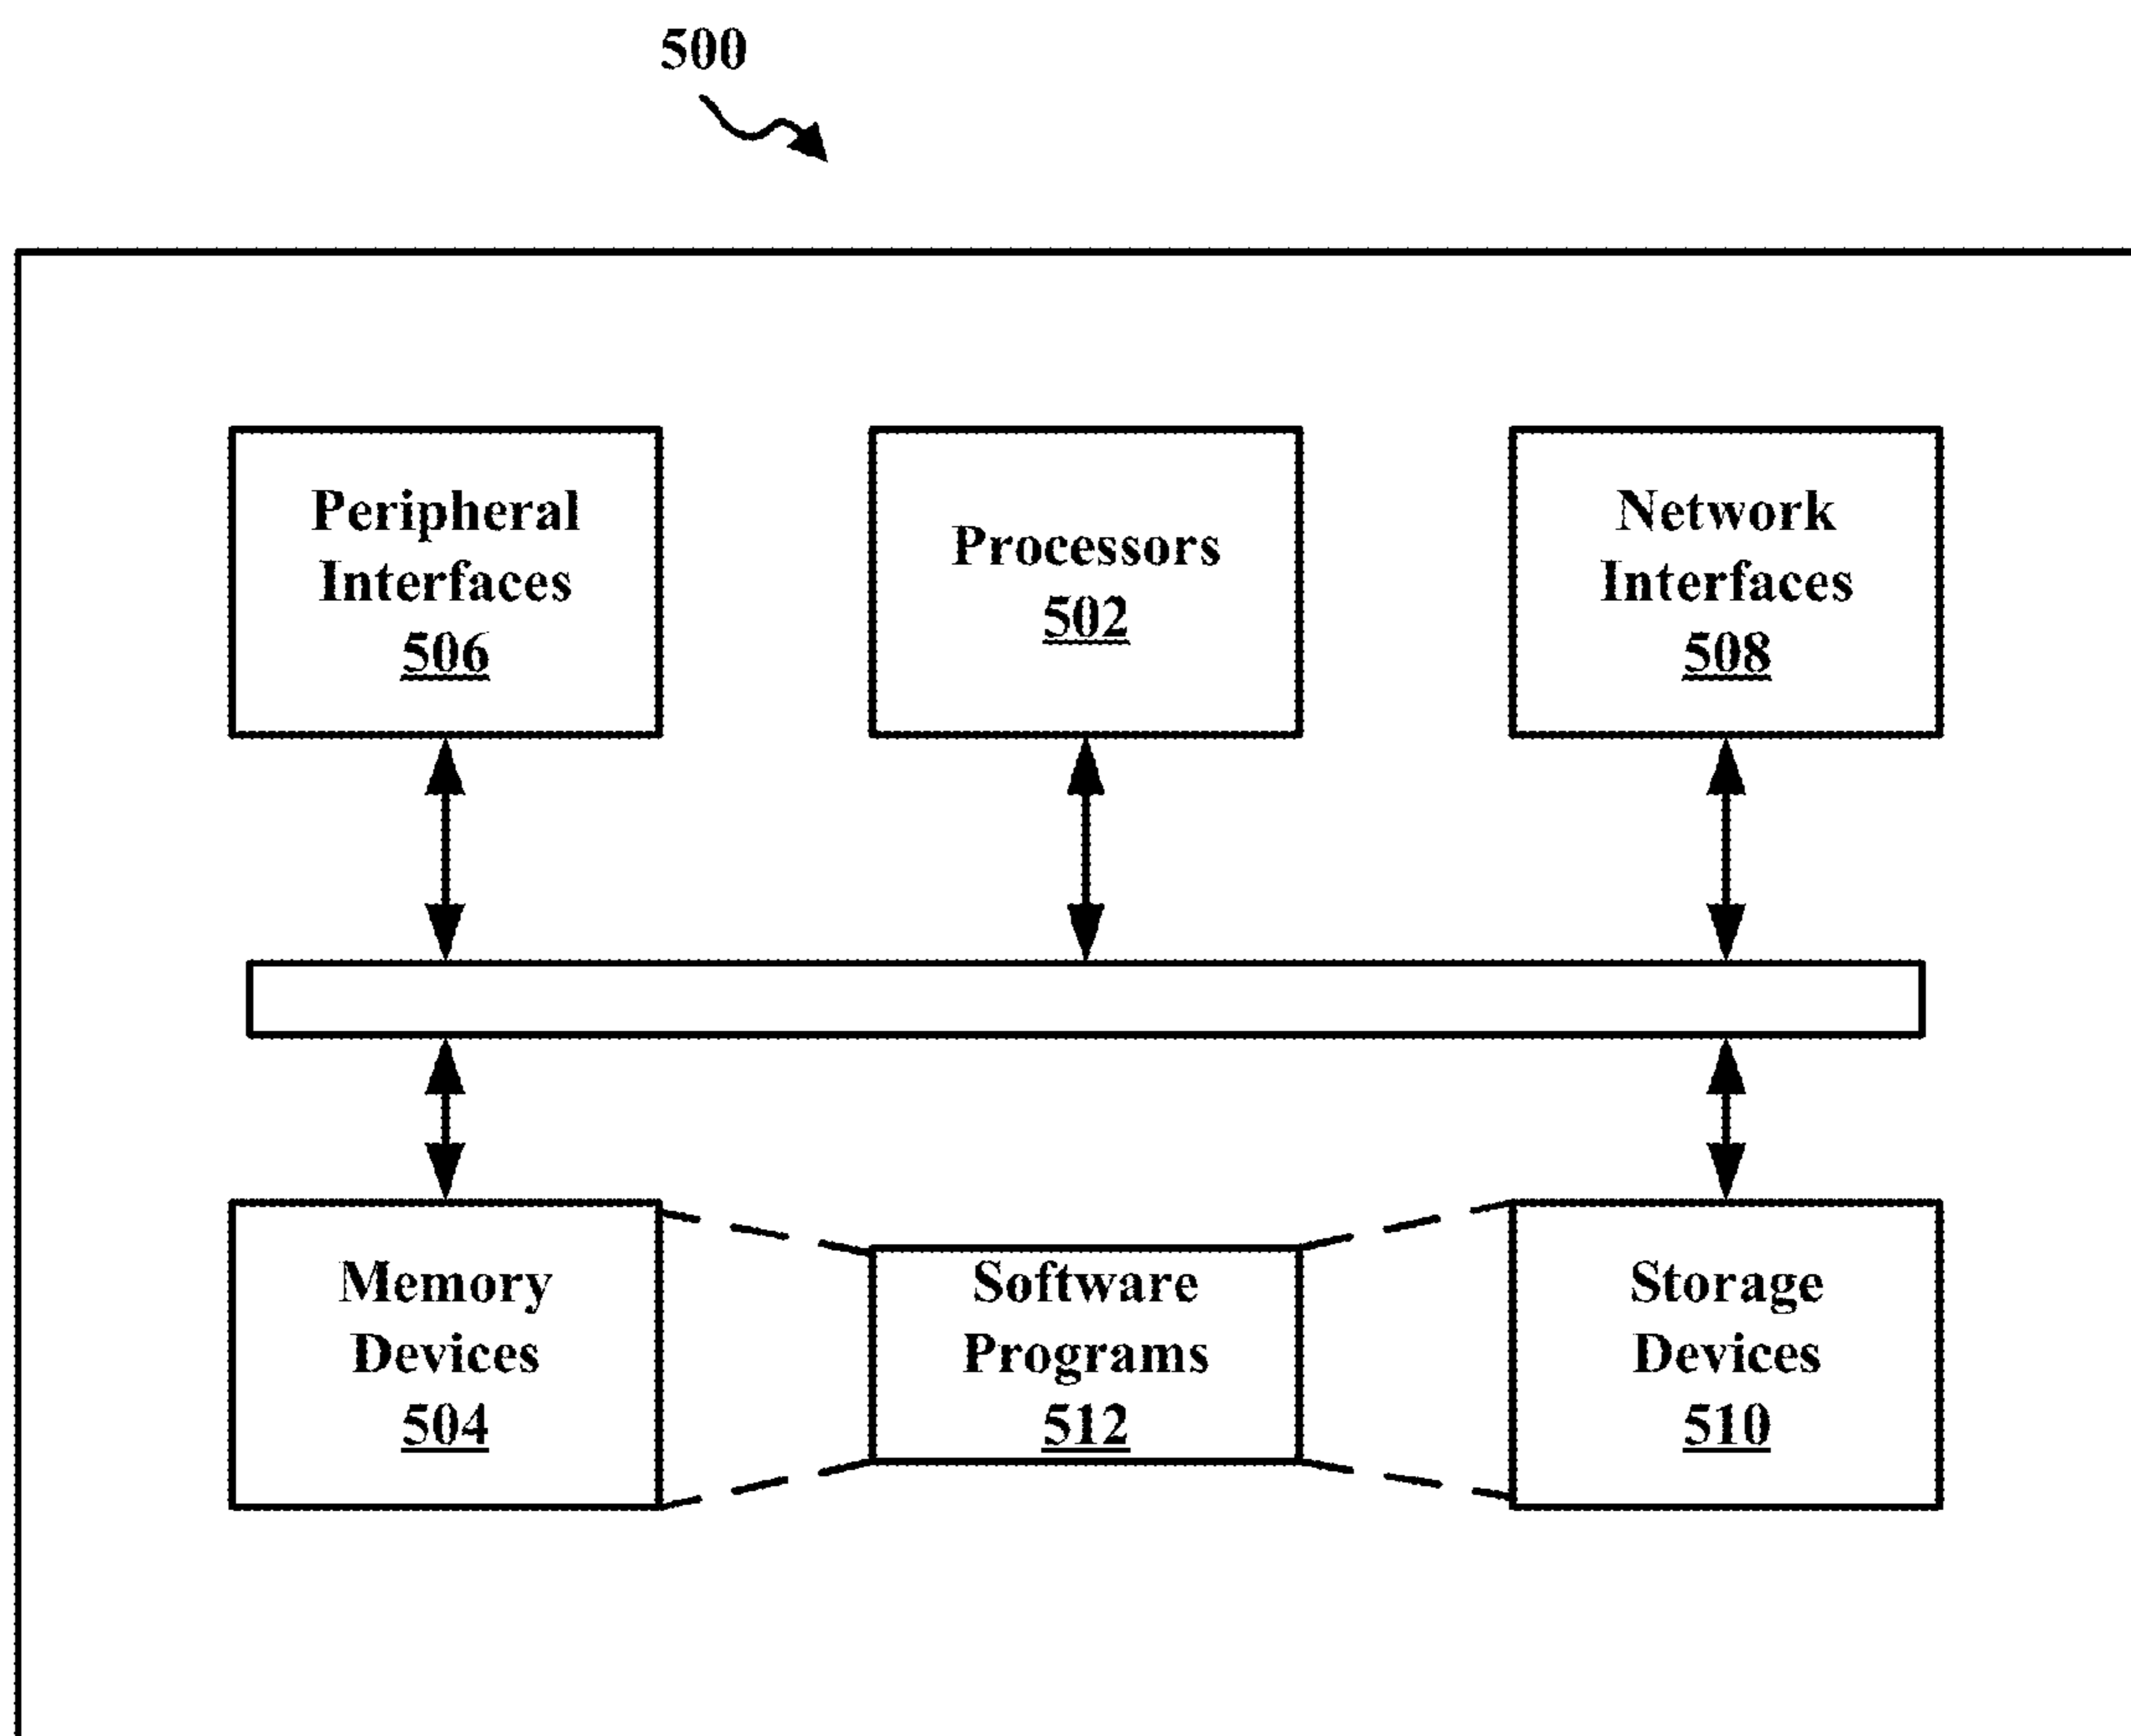 500
Peripheral
Interfaces
506
Processors
502
Network
Interfaces
508
Memory
Devices
504
Software
Programs
512
Storage
Devices
510